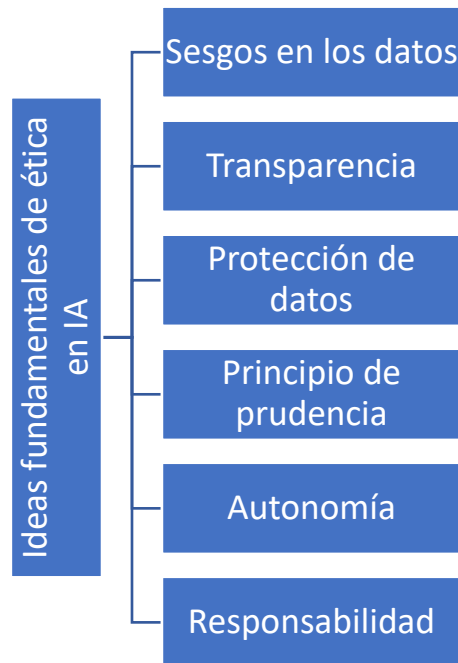 Ideas fundamentales de ética
en IA
Sesgos en los datos
Transparencia
Protección de
datos
Principio de
prudencia
Autonomía
Responsabilidad